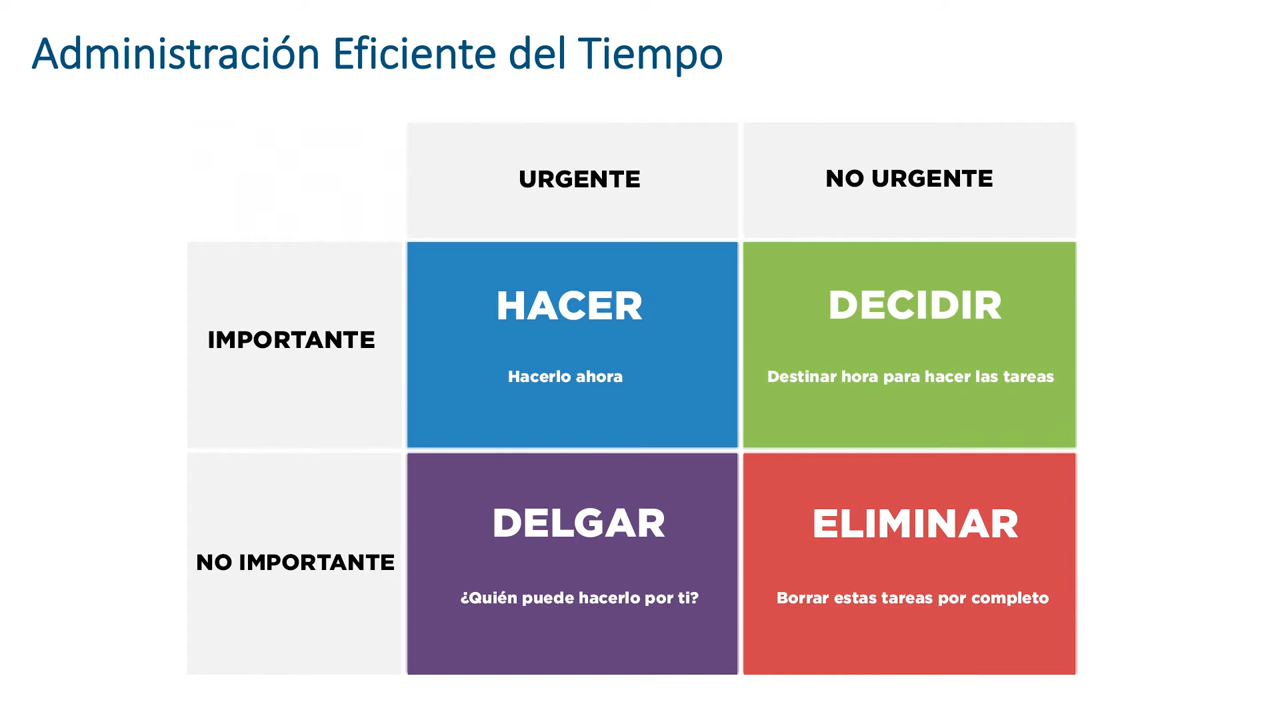 Administración Eficiente del Tiempo
URGENTE
NO URGENTE
IMPORTANTE
HACER
Hacerlo ahora
DECIDIR
Destinar hora para hacer las tareas
NO IMPORTANTE
DELGAR
¿Quién puede hacerlo por ti?
ELIMINAR
Borrar estas tareas por completo